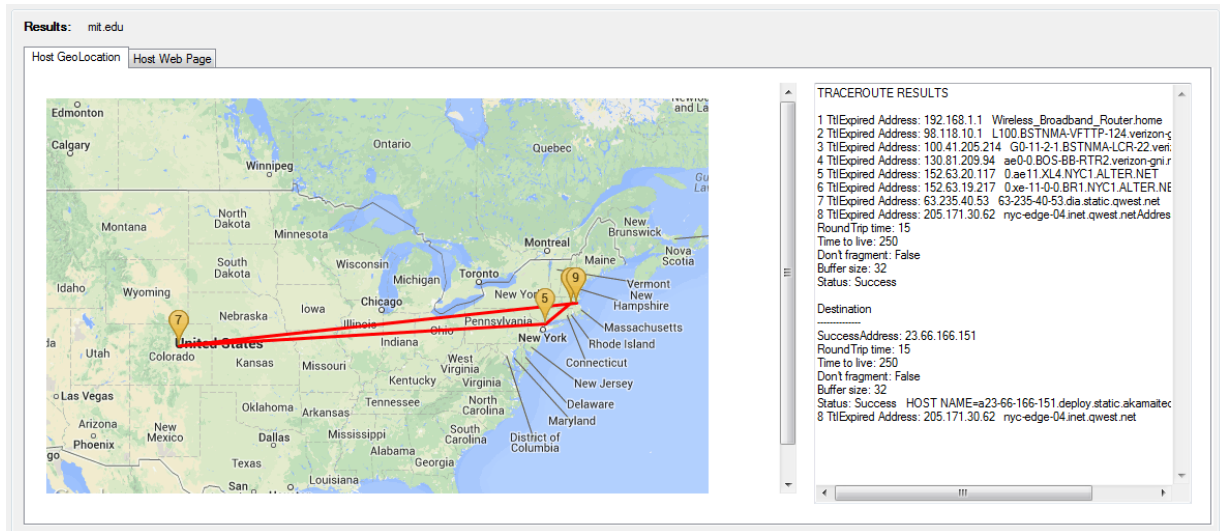 Results: mit.edu
Host GeoLocation
Host Web Page
Edmonton
Calgary
Winnipeg
Ontario
Quebec
and La
Gu
North
Dakota
Montana
Minnesota
New
Brunswick
Montreal
Maine
Nova
Scotia
South
Dakota
Wisconsin
Michigan
Toronto
Vermont
Idaho
Wyoming
9
New
Hampshire
New
5
Chicago
Iowa
Nebraska
7
Illinois
Ohio
Pennsylvania
Massachusetts
United States
Indiana
New York
Rhode Island
Utah
Colorado
Kansas
Missouri
West
Virginia
Connecticut
Kentucky
Virginia
New Jersey
Las Vegas
Oklahoma
Arkansas
Tennessee
North
Carolina
Delaware
Maryland
Arizona
New
Mexico
Phoenix
go
Dallas
Mississippi
South
Carolina
District of
Columbia
Alabama
Georgia
Texas
San
Louisiana
TRACEROUTE RESULTS
1 TtlExpired Address: 192.168.1.1 Wireless_Broadband_Router.home
2 TtlExpired Address: 98.118.10.1 L100.BSTNMA-VFTTP-124.verizon-g
3 TtlExpired Address: 100.41.205.214 G0-11-2-1.BSTNMA-LCR-22.veri
4 TtlExpired Address: 130.81.209.94 ae0-0.BOS-BB-RTR2.verizon-gni.r
5 TtlExpired Address: 152.63.20.117 0.ae11.XL4.NYC1.ALTER.NET
6 TtlExpired Address: 152.63.19.217 0.xe-11-0-0.BR1.NYC1.ALTER.NE
7 TtlExpired Address: 63.235.40.53 63-235-40-53.dia.static.qwest.net
8 TtlExpired Address: 205.171.30.62 nyc-edge-04.inet.qwest.netAddres
RoundTrip time: 15
Time to live: 250
Don't fragment: False
Buffer size: 32
Status: Success
Destination
--------------
SuccessAddress: 23.66.166.151
RoundTrip time: 15
Time to live: 250
Don't fragment: False
Buffer size: 32
Status: Success HOST NAME=a23-66-166-151.deploy.static.akamaitec
8 TtlExpired Address: 205.171.30.62 nyc-edge-04.inet.qwest.net